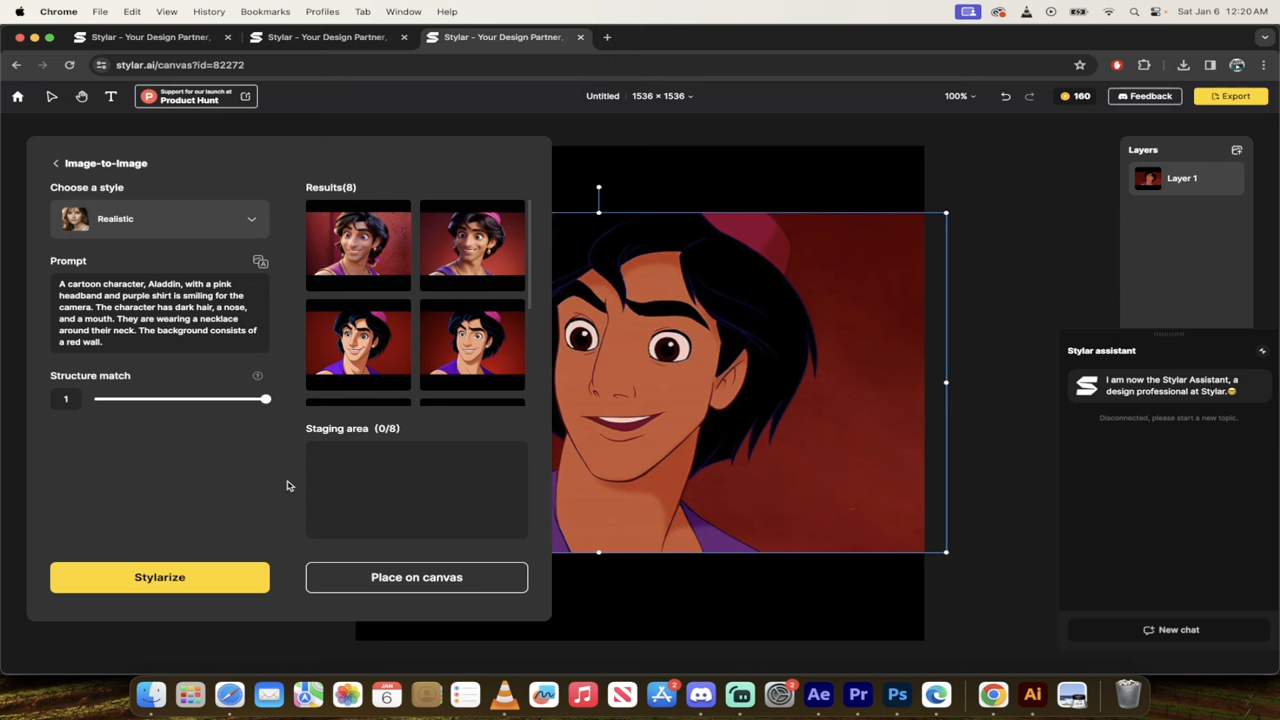 Chrome File Edit View History Bookmarks Profiles Tab Window Help Sat Jan 6 12:20 AM
Stylar - Your Design Partner, Stylar - Your Design Partner, Stylar - Your Design Partner,
stylar.ai/canvas?id=82272
Support for our launch at
Product Hunt
Untitled 1536 × 1536 100% 160 Feedback Export
Image-to-Image
Choose a style
Realistic
Prompt
A cartoon character, Aladdin, with a pink
headband and purple shirt is smiling for the
camera. The character has dark hair, a nose,
and a mouth. They are wearing a necklace
around their neck. The background consists of
a red wall.
Structure match
1
Stylarize
Results(8)
Staging area (0/8)
Place on canvas
Layers
Layer 1
Stylar assistant
I am now the Stylar Assistant, a
design professional at Stylar.😎
Disconnected, please start a new topic.
New chat
JAN
6
2
2
Ae
Pr
Ps
Ai